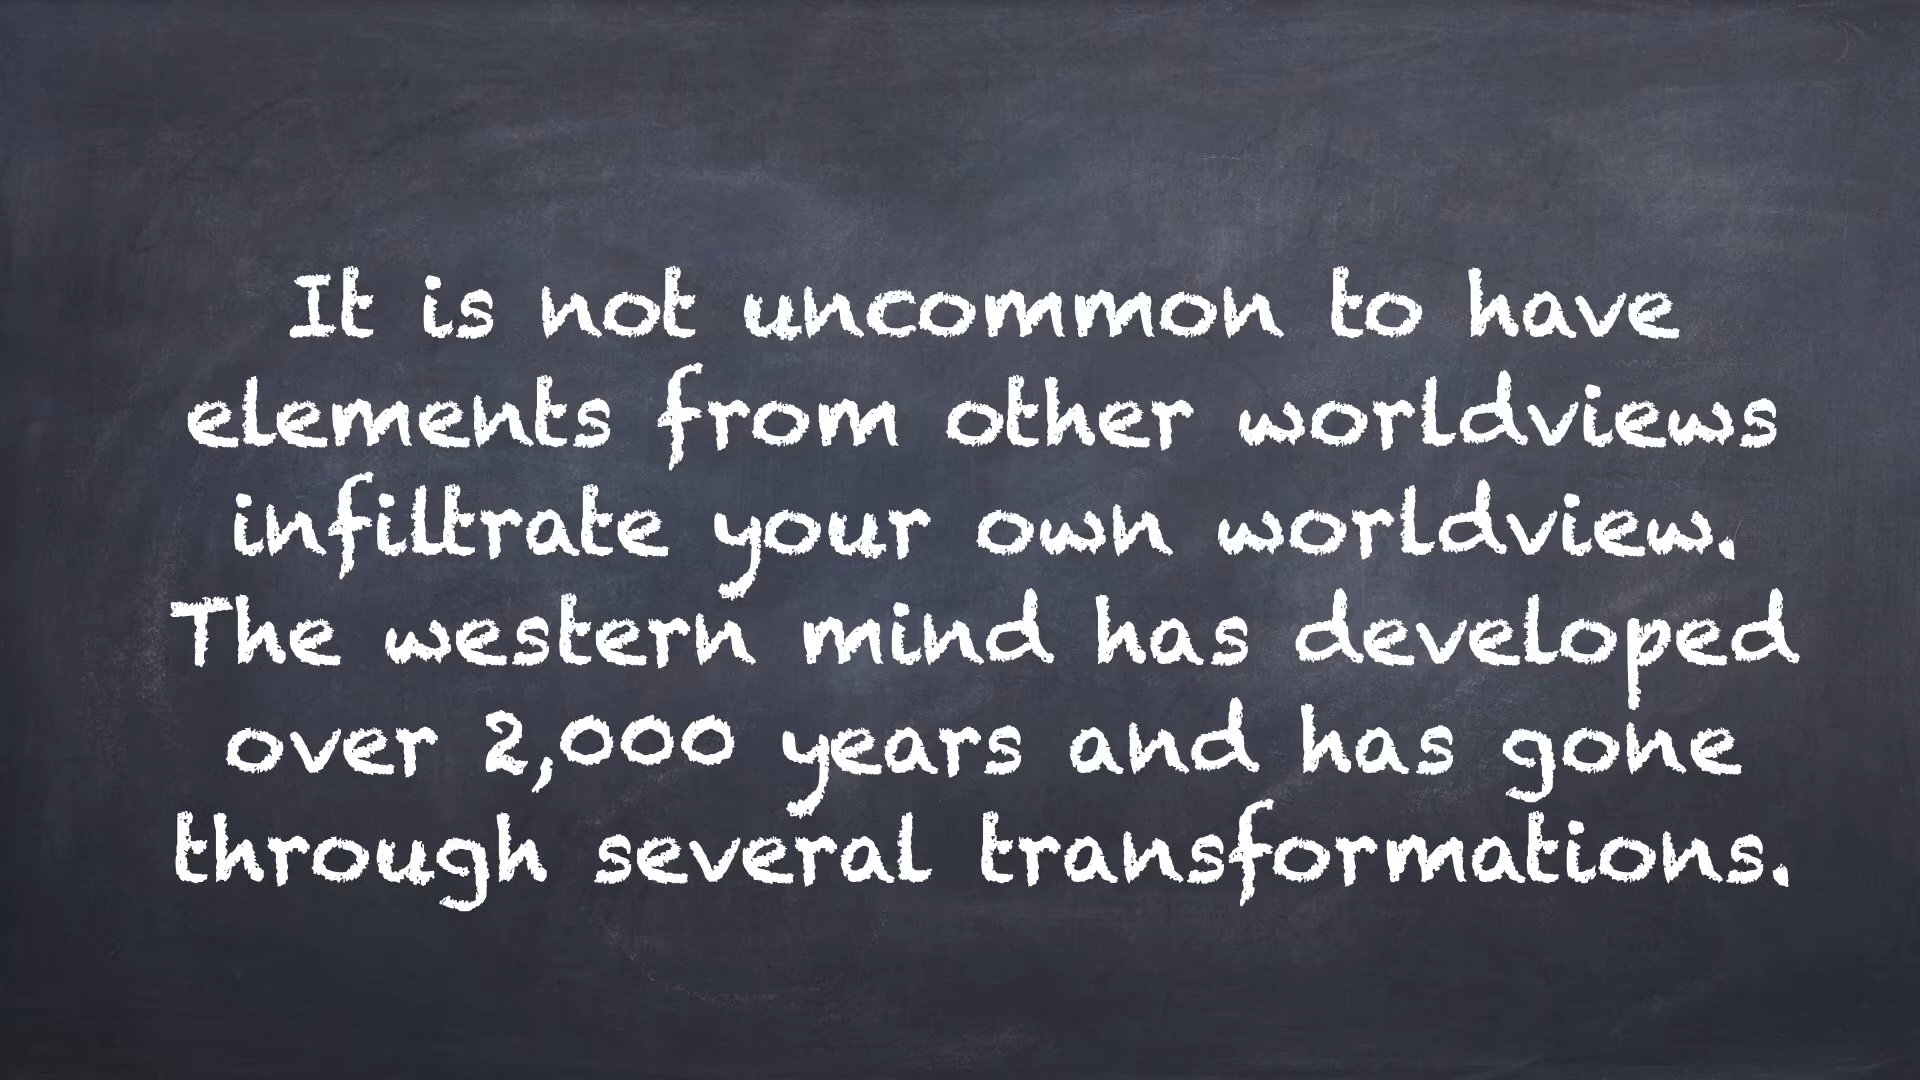 It is not uncommon to have
elements from other worldviews
infiltrate your own worldview.
The western mind has developed
over 2,000 years and has gone
through several transformations.